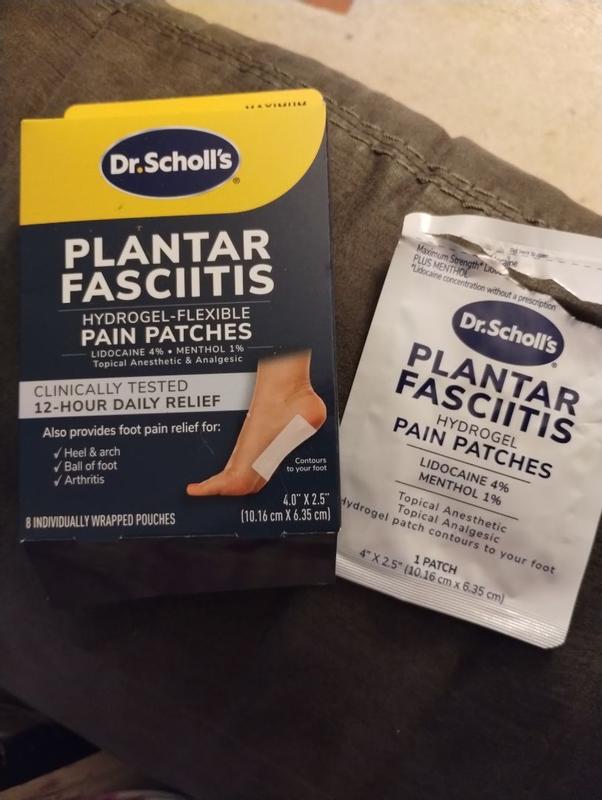 Dr.Scholl's®
PLANTAR
FASCIITIS
HYDROGEL-FLEXIBLE
PAIN PATCHES
LIDOCAINE 4% • MENTHOL 1%
Topical Anesthetic & Analgesic
CLINICALLY TESTED
12-HOUR DAILY RELIEF
Also provides foot pain relief for:
✓ Heel & arch
✓ Ball of foot
✓ Arthritis
Contours
to your foot
8 INDIVIDUALLY WRAPPED POUCHES
4.0" X 2.5"
(10.16 cm X 6.35 cm)
Maximum Strength*
PLUS MENTHOL
*Lidocaine concentration without a prescription
Dr.Scholl's®
PLANTAR
FASCIITIS
HYDROGEL
PAIN PATCHES
LIDOCAINE 4%
MENTHOL 1%
Topical Anesthetic
Topical Analgesic
Hydrogel patch contours to your foot
1 PATCH
4" X 2.5" (10.16 cm x 6.35 cm)